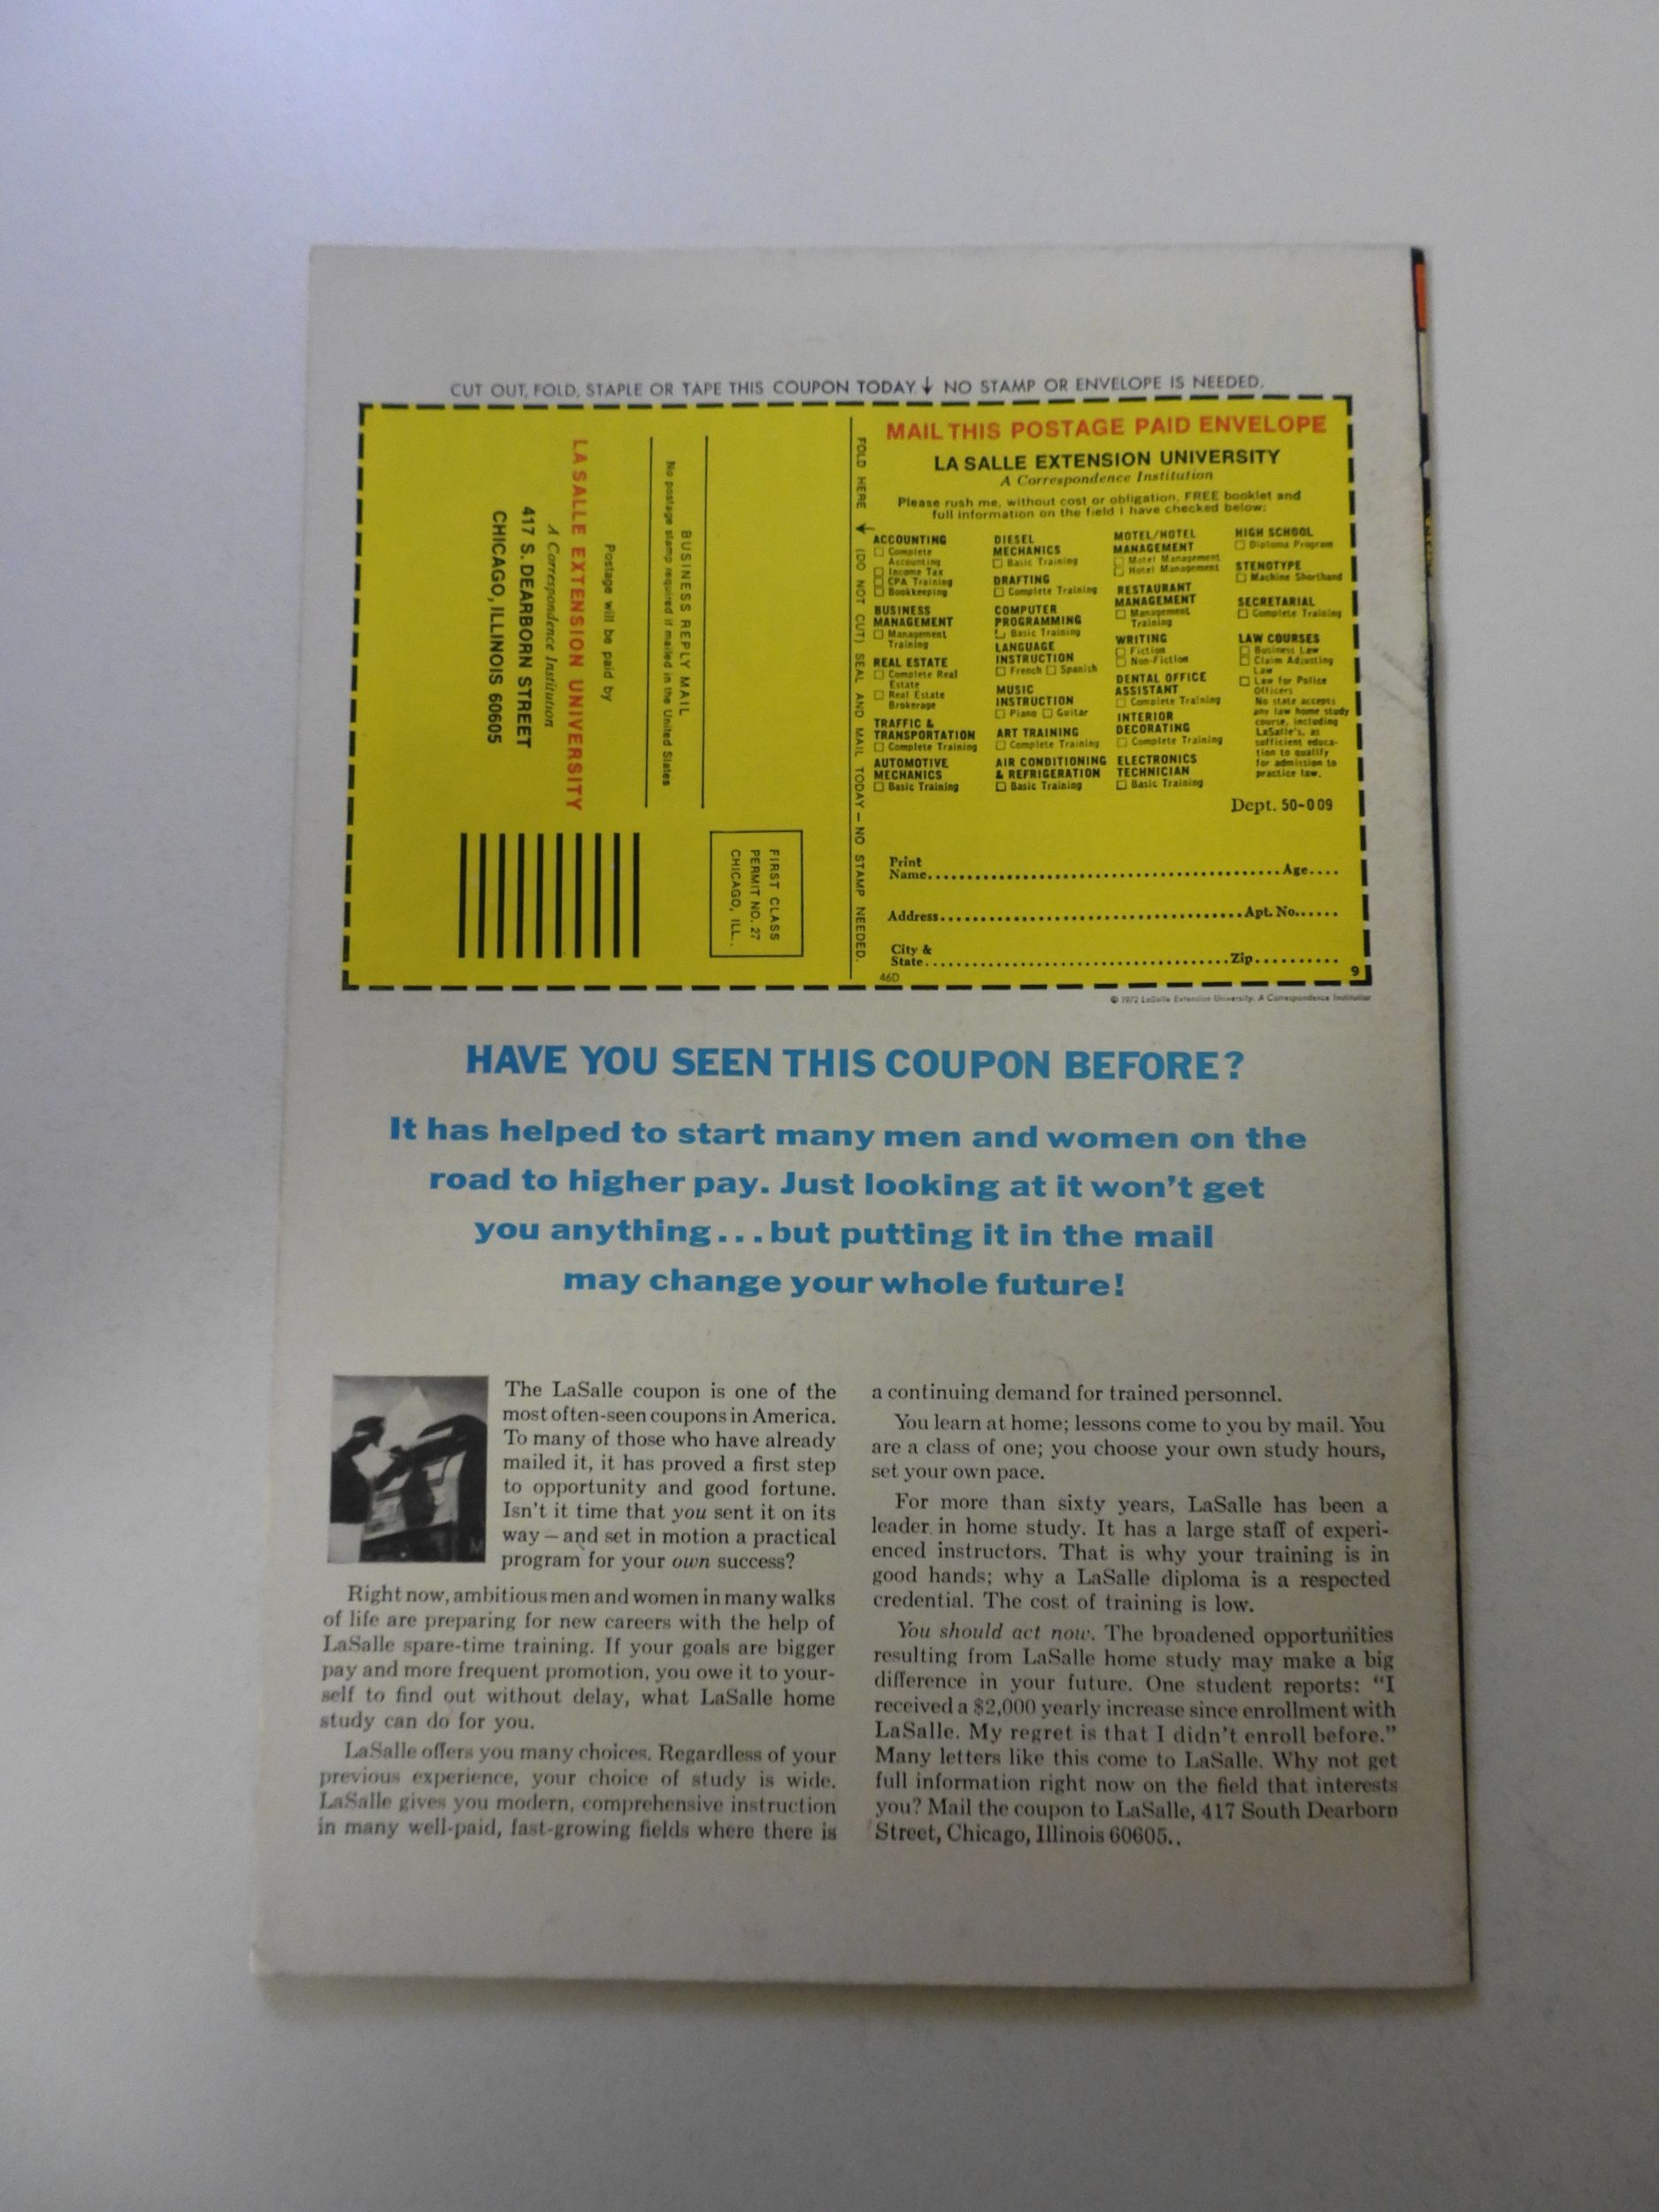 CUT OUT, FOLD, STAPLE OR TAPE THIS COUPON TODAY ↓ NO STAMP OR ENVELOPE IS NEEDED.
BUSINESS REPLY MAIL
No postage stamp required if mailed in the United States
Postage will be paid by
LA SALLE EXTENSION UNIVERSITY
A Correspondence Institution
417 S. DEARBORN STREET
CHICAGO, ILLINOIS 60605
FIRST CLASS
PERMIT NO. 27
CHICAGO, ILL.
FOLD HERE ↓ (DO NOT CUT) SEAL AND MAIL TODAY — NO STAMP NEEDED.
MAIL THIS POSTAGE PAID ENVELOPE
LA SALLE EXTENSION UNIVERSITY
A Correspondence Institution
Please rush me, without cost or obligation, FREE booklet and
full information on the field I have checked below:
ACCOUNTING
☐ Complete
Accounting
☐ Income Tax
☐ CPA Training
☐ Bookkeeping
BUSINESS
MANAGEMENT
☐ Management
Training
REAL ESTATE
☐ Complete Real
Estate
☐ Real Estate
Brokerage
TRAFFIC &
TRANSPORTATION
☐ Complete Training
AUTOMOTIVE
MECHANICS
☐ Basic Training
DIESEL
MECHANICS
☐ Basic Training
DRAFTING
☐ Complete Training
COMPUTER
PROGRAMMING
☐ Basic Training
LANGUAGE
INSTRUCTION
☐ French ☐ Spanish
MUSIC
INSTRUCTION
☐ Piano ☐ Guitar
ART TRAINING
☐ Complete Training
AIR CONDITIONING
& REFRIGERATION
☐ Basic Training
MOTEL/HOTEL
MANAGEMENT
☐ Motel Management
☐ Hotel Management
RESTAURANT
MANAGEMENT
☐ Management
Training
WRITING
☐ Fiction
☐ Non-Fiction
DENTAL OFFICE
ASSISTANT
☐ Complete Training
INTERIOR
DECORATING
☐ Complete Training
ELECTRONICS
TECHNICIAN
☐ Basic Training
HIGH SCHOOL
☐ Diploma Program
STENOTYPE
☐ Machine Shorthand
SECRETARIAL
☐ Complete Training
LAW COURSES
☐ Business Law
☐ Claim Adjusting
Law
☐ Law for Police
Officers
No state accepts
any law home study
course, including
LaSalle's, as
sufficient educa-
tion to qualify
for admission to
practice law.
Dept. 50-009
Print
Name..........Age....
Address..........Apt. No......
City &
State..........Zip..........
46D
9
© 1972 LaSalle Extension University. A Correspondence Institution
HAVE YOU SEEN THIS COUPON BEFORE?
It has helped to start many men and women on the
road to higher pay. Just looking at it won't get
you anything...but putting it in the mail
may change your whole future!
The LaSalle coupon is one of the
most often-seen coupons in America.
To many of those who have already
mailed it, it has proved a first step
to opportunity and good fortune.
Isn't it time that you sent it on its
way—and set in motion a practical
program for your own success?
Right now, ambitious men and women in many walks
of life are preparing for new careers with the help of
LaSalle spare-time training. If your goals are bigger
pay and more frequent promotion, you owe it to your-
self to find out without delay, what LaSalle home
study can do for you.
LaSalle offers you many choices. Regardless of your
previous experience, your choice of study is wide.
LaSalle gives you modern, comprehensive instruction
in many well-paid, fast-growing fields where there is
a continuing demand for trained personnel.
You learn at home; lessons come to you by mail. You
are a class of one; you choose your own study hours,
set your own pace.
For more than sixty years, LaSalle has been a
leader in home study. It has a large staff of experi-
enced instructors. That is why your training is in
good hands; why a LaSalle diploma is a respected
credential. The cost of training is low.
You should act now. The broadened opportunities
resulting from LaSalle home study may make a big
difference in your future. One student reports: "I
received a $2,000 yearly increase since enrollment with
LaSalle. My regret is that I didn't enroll before."
Many letters like this come to LaSalle. Why not get
full information right now on the field that interests
you? Mail the coupon to LaSalle, 417 South Dearborn
Street, Chicago, Illinois 60605..